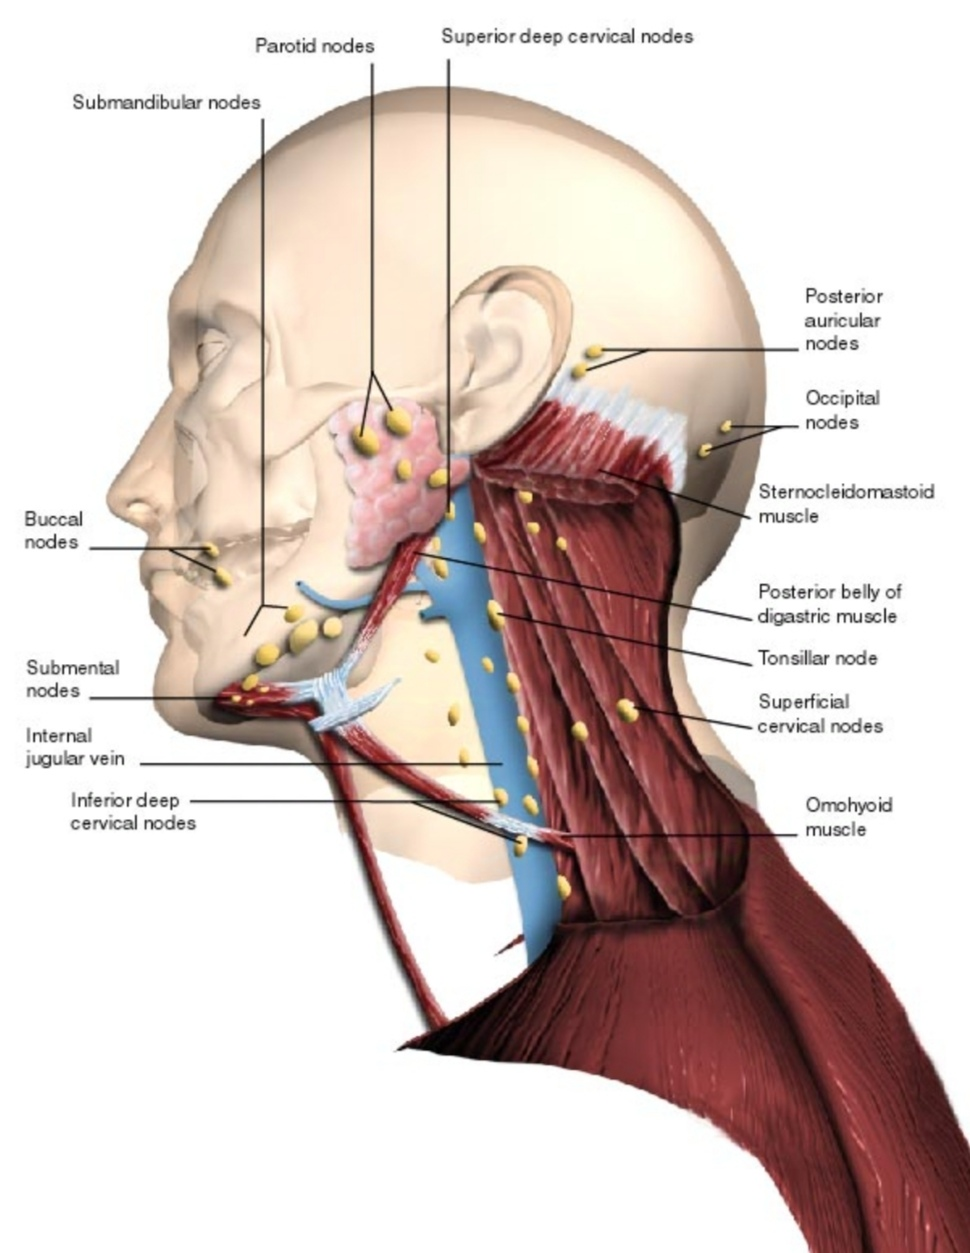 Superior deep cervical nodes
Parotid nodes
Submandibular nodes
Posterior
auricular
nodes
Occipital
nodes
Sternocleidomastoid
muscle
Buccal
nodes
Posterior belly of
digastric muscle
Tonsillar node
Submental
nodes
Superficial
cervical nodes
Internal
jugular vein
Inferior deep
cervical nodes
Omohyoid
muscle